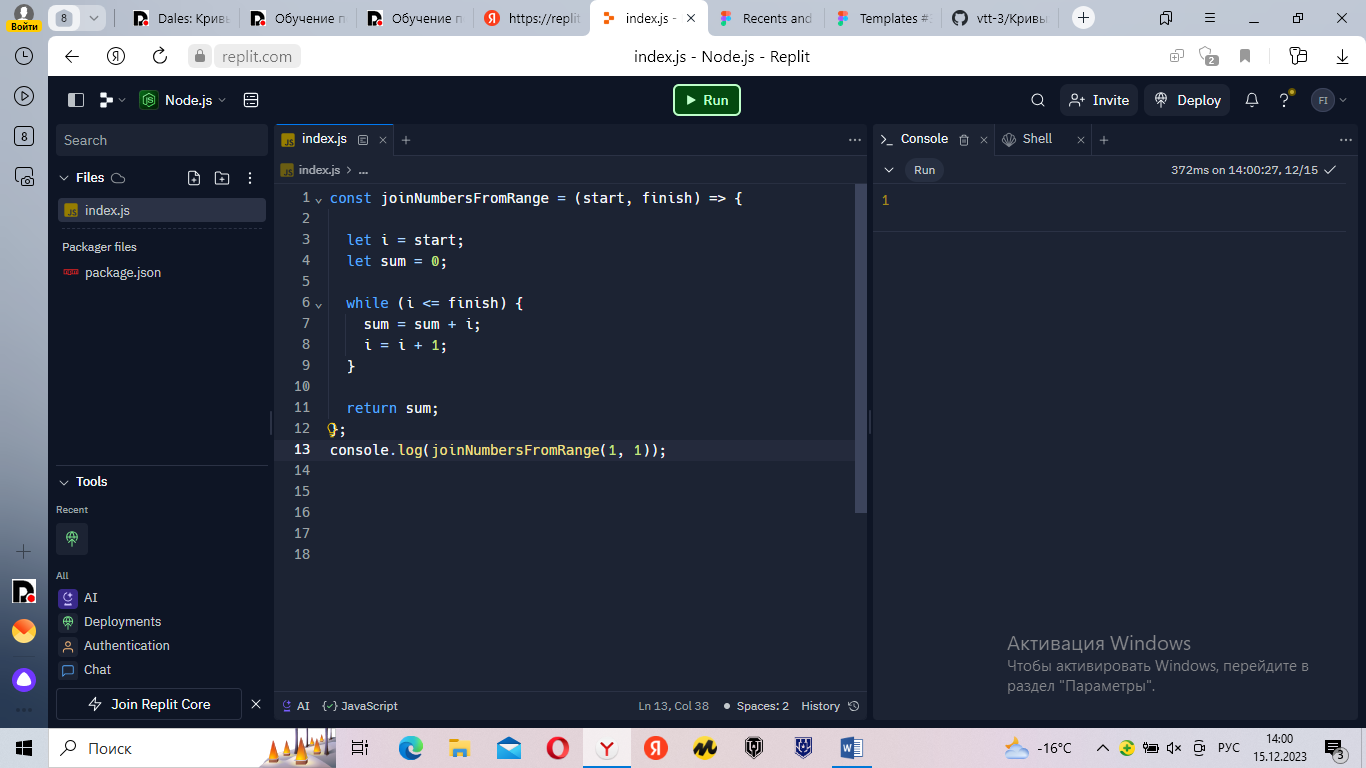 Войти
8
Dales: Кривы
Обучение п
Обучение п
https://replit
index.js -
Recents and
Templates #
vtt-3/Кривы
replit.com
index.js - Node.js - Replit
2
8
Node.js
Run
Invite
Deploy
FI
Search
Files
index.js
Packager files
package.json
Tools
Recent
All
AI
Deployments
Authentication
Chat
Join Replit Core
index.js
index.js > ...
1 const joinNumbersFromRange = (start, finish) => {
2
3 let i = start;
4 let sum = 0;
5
6 while (i <= finish) {
7 sum = sum + i;
8 i = i + 1;
9 }
10
11 return sum;
12 };
13 console.log(joinNumbersFromRange(1, 1));
14
15
16
17
18
AI {✓} JavaScript
Ln 13, Col 38
Spaces: 2
History
Console
Shell
Run
372ms on 14:00:27, 12/15
1
Активация Windows
Чтобы активировать Windows, перейдите в
раздел "Параметры".
Поиск
-16°C
РУС
14:00
15.12.2023
3